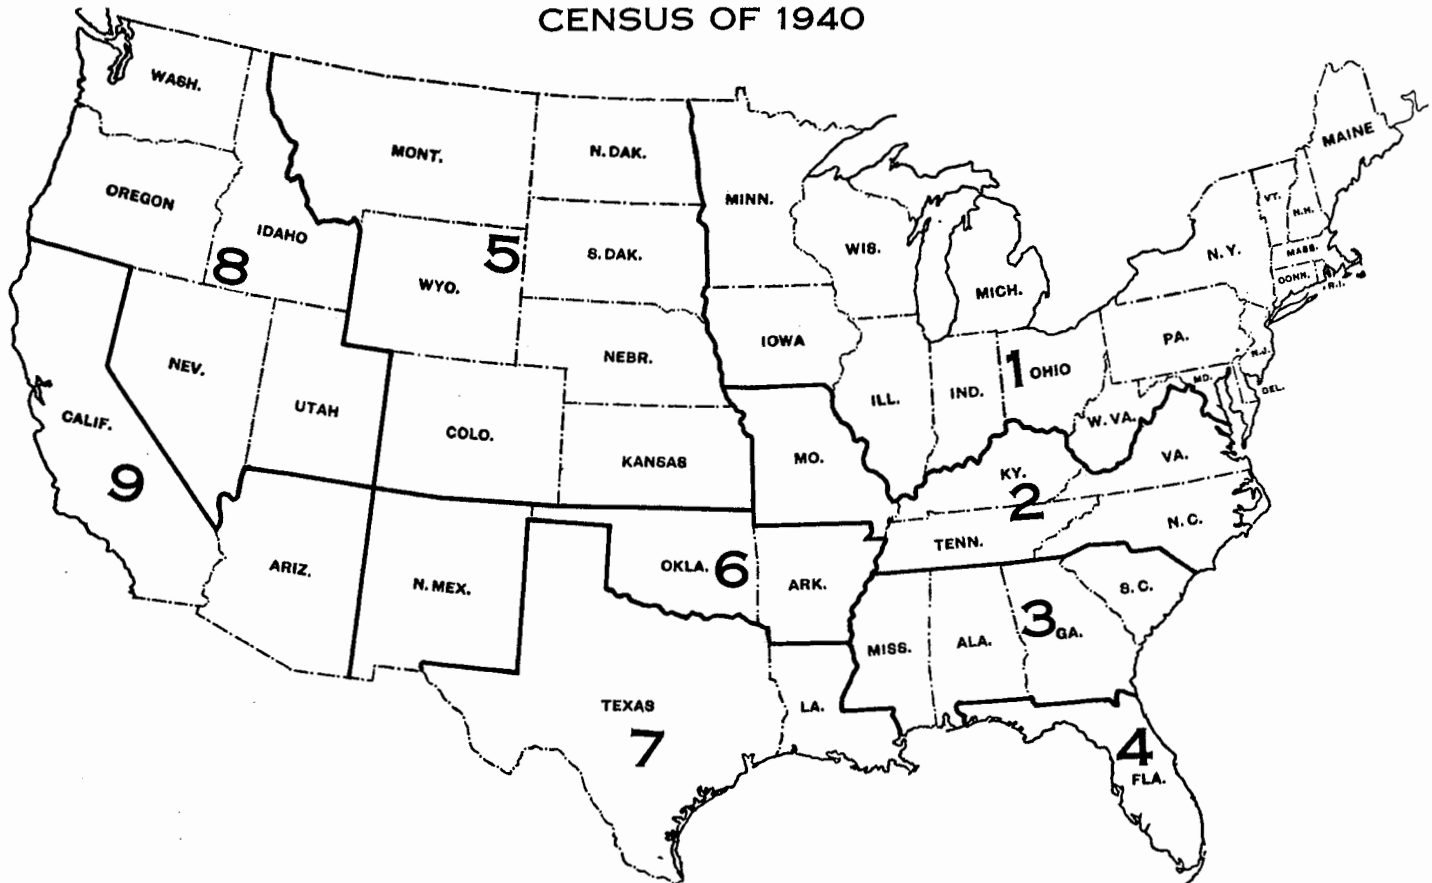 CENSUS OF 1940
WASH.
MONT.
N. DAK.
MINN.
MAINE
OREGON
IDAHO
8
WYO.
5
S. DAK.
WIS.
MICH.
N.Y.
VT.
N.H.
MASS.
CONN.
R.I.
NEV.
UTAH
COLO.
NEBR.
IOWA
ILL.
IND.
1
OHIO
PA.
N.J.
MD.
DEL.
W. VA.
VA.
CALIF.
9
KANSAS
MO.
KY.
2
N.C.
TENN.
ARIZ.
N. MEX.
OKLA.
6
ARK.
S.C.
3
GA.
MISS.
ALA.
TEXAS
7
LA.
4
FLA.